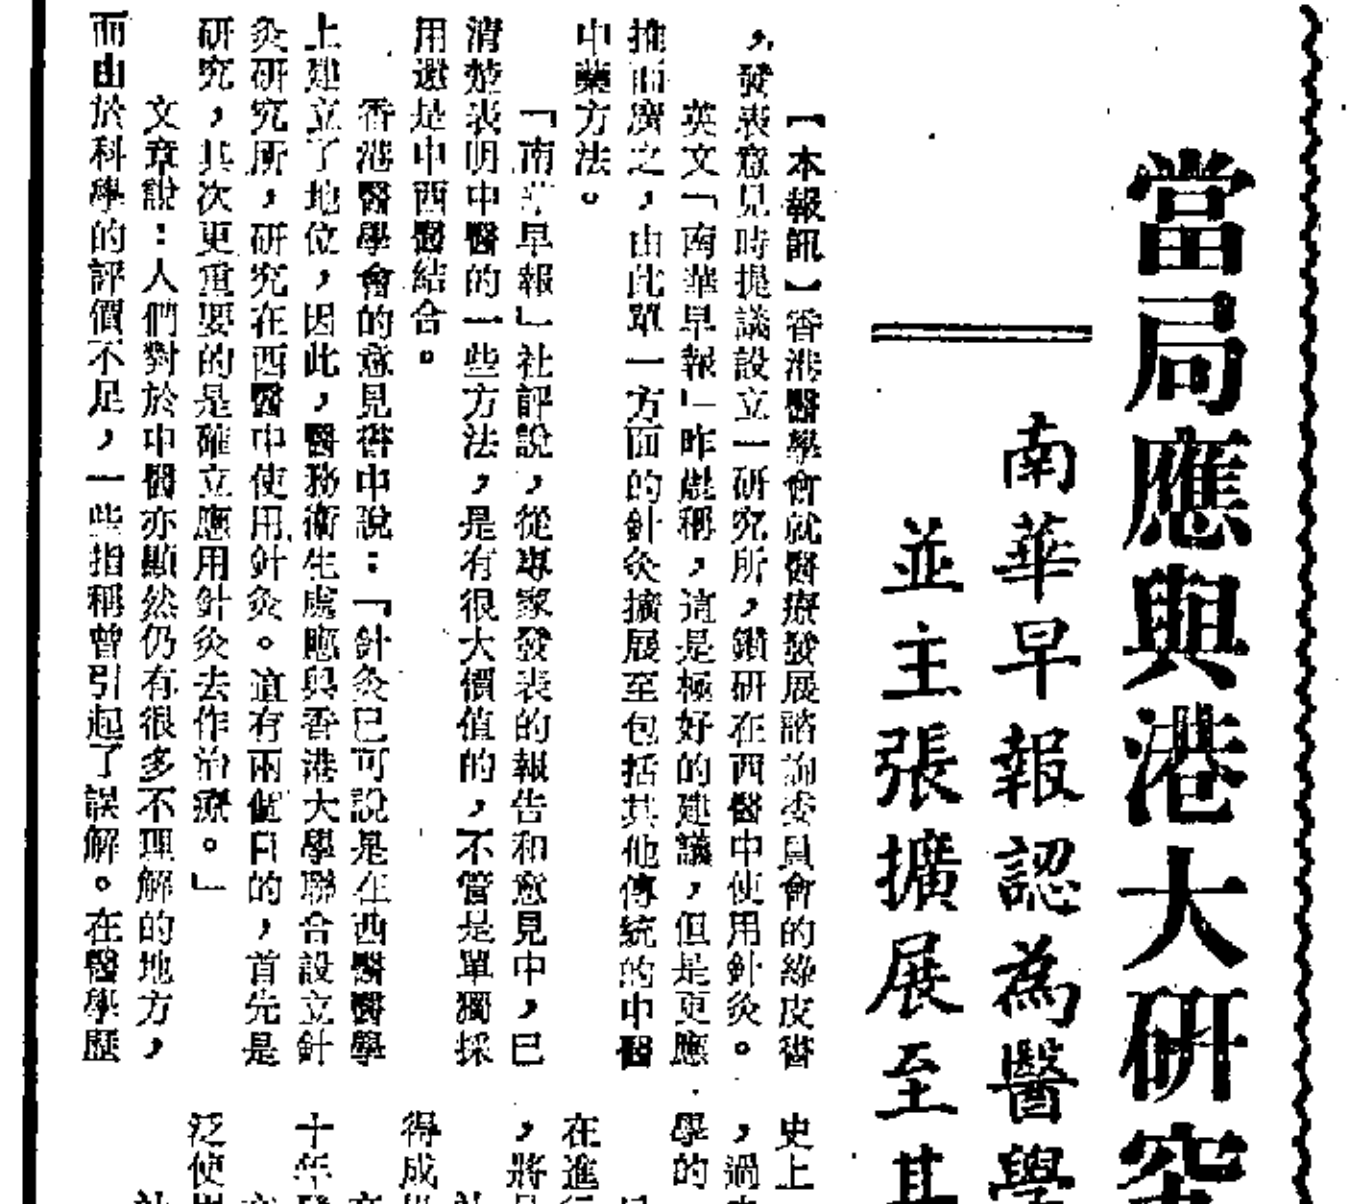 當局應與港大研究
南華早報認為醫學
並主張擴展至其
【本報訊】香港醫學會就醫療發展諮詢委員會的綠皮書
，發表意見時提議設立一研究所，鑽研在西醫中使用針灸。
英文「南華早報」昨社稱，這是極好的建議，但是更應
推而廣之，由此單一方面的針灸擴展至包括其他傳統的中醫
中藥方法。
「南華早報」社評說，從專家發表的報告和意見中，已
清楚表明中醫的一些方法，是有很大價值的，不管是單獨採
用還是中西醫結合。
香港醫學會的意見書中說：「針灸已可說是在西醫醫學
上建立了地位，因此，醫務衛生處應與香港大學聯合設立針
灸研究所，研究在西醫中使用針灸。這有兩個目的，首先是
研究，其次更重要的是確立應用針灸去作治療。」
文章說：人們對於中醫亦顯然仍有很多不理解的地方，
而由於科學的評價不足，一些指稱曾引起了誤解。在醫學歷
史上
，過
學的
在進行
，將
得成
十年
泛使用